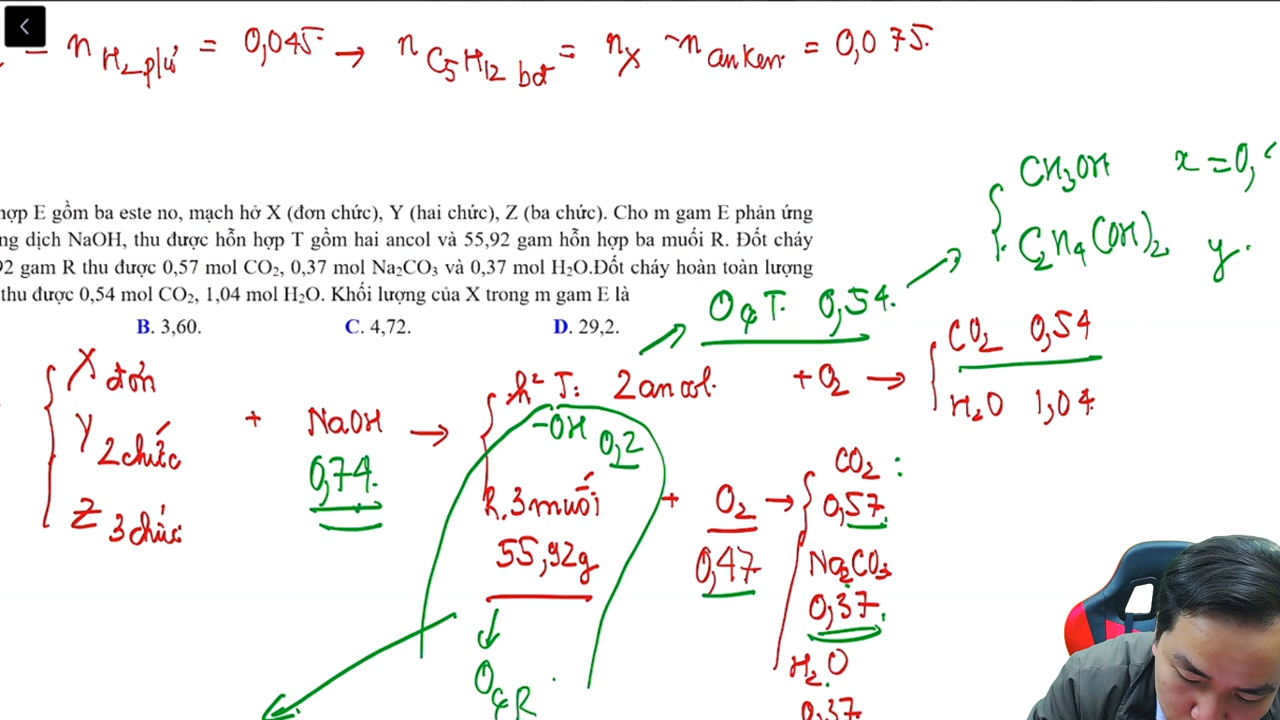 = n H2 pứ = 0,045 → n C5H12 bđ = nX - n anken = 0,075.
hợp E gồm ba este no, mạch hở X (đơn chức), Y (hai chức), Z (ba chức). Cho m gam E phản ứng
ng dịch NaOH, thu được hỗn hợp T gồm hai ancol và 55,92 gam hỗn hợp ba muối R. Đốt cháy
92 gam R thu được 0,57 mol CO2, 0,37 mol Na2CO3 và 0,37 mol H2O.Đốt cháy hoàn toàn lượng
thu được 0,54 mol CO2, 1,04 mol H2O. Khối lượng của X trong m gam E là
B. 3,60. C. 4,72. D. 29,2.
CH3OH x = 0,
C2H4(OH)2 y.
O ∈ T. 0,54.
X đơn
Y 2 chức
Z 3 chức
+ NaOH →
0,74.
h² T: 2 ancol. + O2 →
-OH 0,2
CO2 0,54
H2O 1,04.
R. 3 muối + O2 →
55,92g 0,47
CO2 :
0,57.
Na2CO3
0,37.
H2O
0,37
O ∈ R